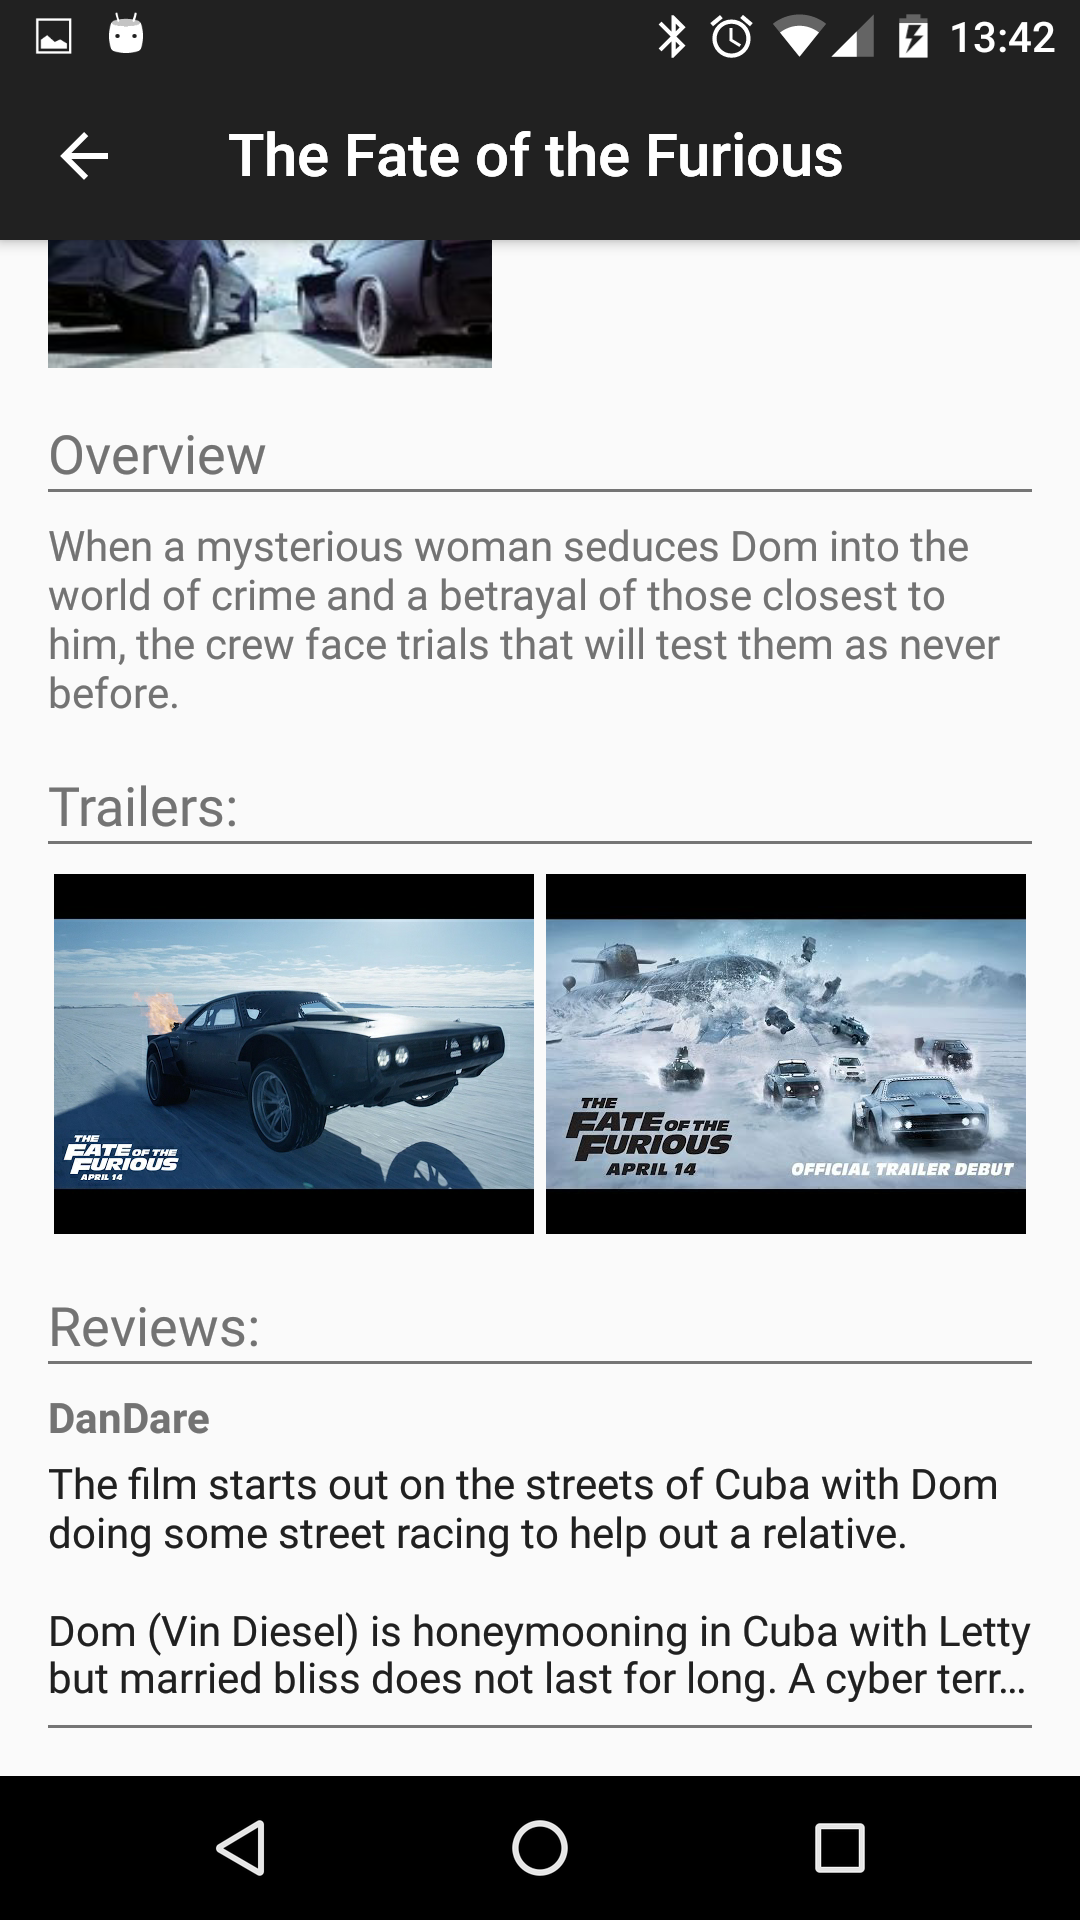 13:42
The Fate of the Furious
Overview
When a mysterious woman seduces Dom into the
world of crime and a betrayal of those closest to
him, the crew face trials that will test them as never
before.
Trailers:
THE
FATE OF THE
FURIOUS
APRIL 14
THE
FATE OF THE
FURIOUS
APRIL 14
OFFICIAL TRAILER DEBUT
Reviews:
DanDare
The film starts out on the streets of Cuba with Dom
doing some street racing to help out a relative.
Dom (Vin Diesel) is honeymooning in Cuba with Letty
but married bliss does not last for long. A cyber terr…